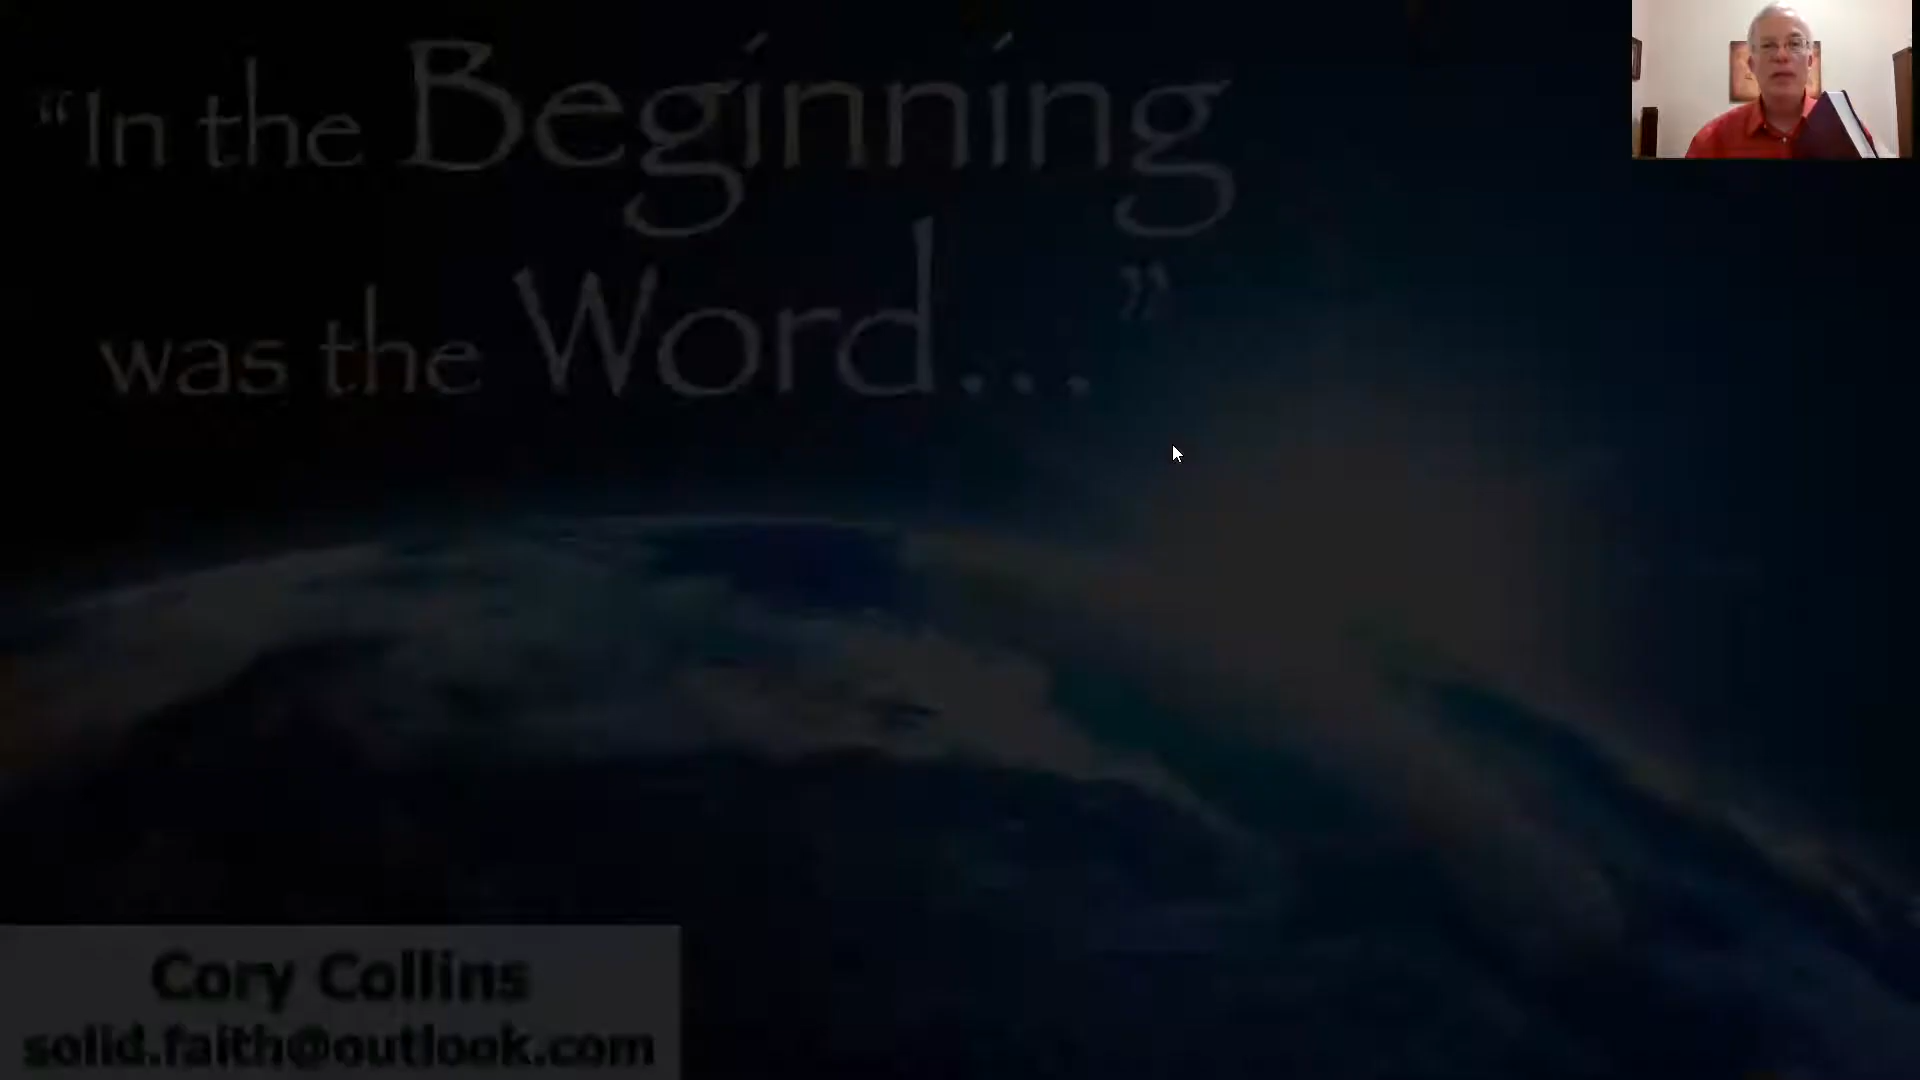 “In the Beginning
was the Word...”
Cory Collins
solid.faith@outlook.com